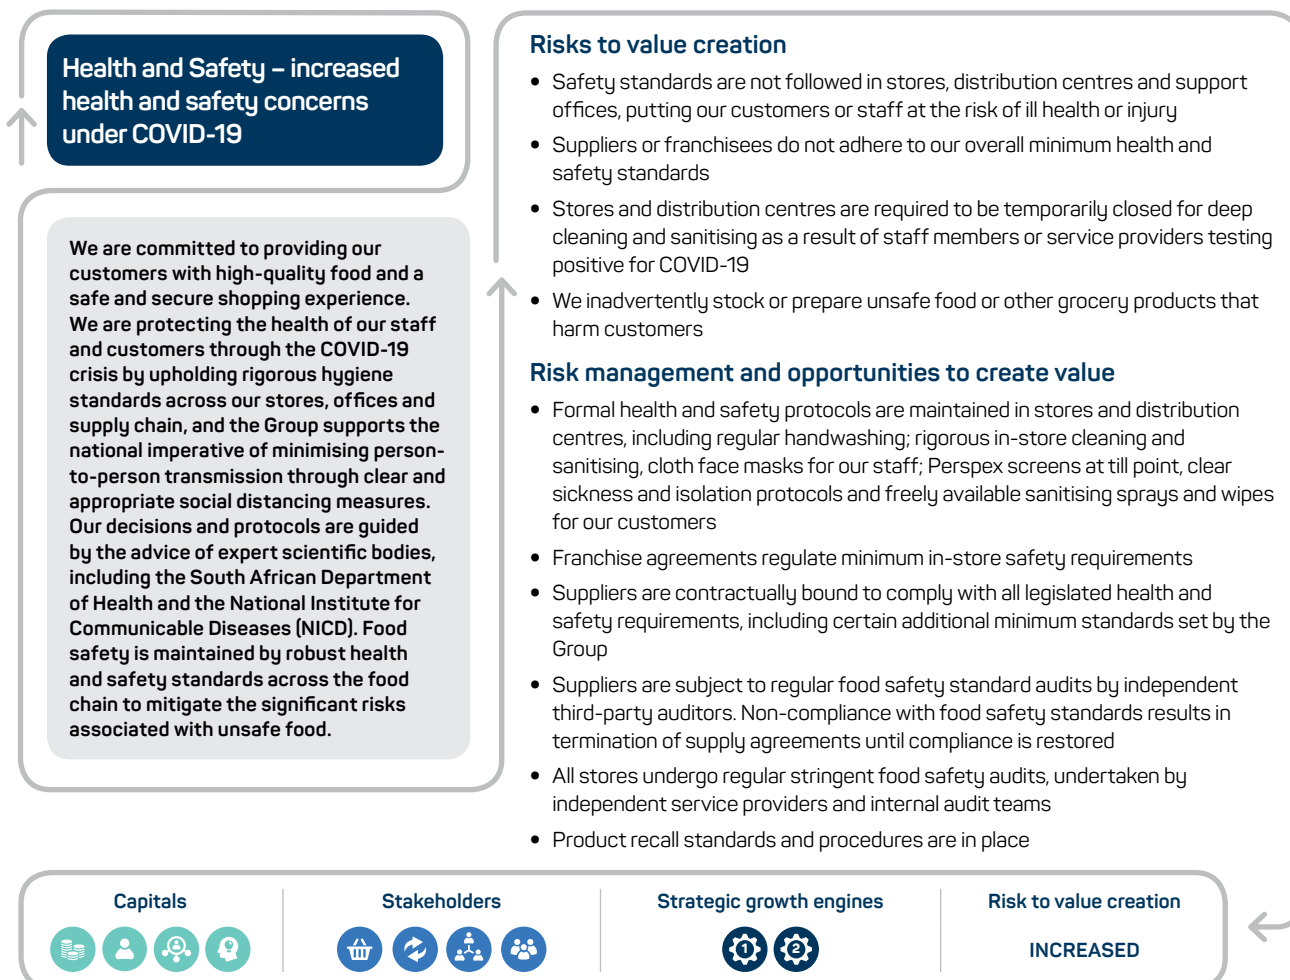 Health and Safety – increased
health and safety concerns
under COVID-19
We are committed to providing our
customers with high-quality food and a
safe and secure shopping experience.
We are protecting the health of our staff
and customers through the COVID-19
crisis by upholding rigorous hygiene
standards across our stores, offices and
supply chain, and the Group supports the
national imperative of minimising person-
to-person transmission through clear and
appropriate social distancing measures.
Our decisions and protocols are guided
by the advice of expert scientific bodies,
including the South African Department
of Health and the National Institute for
Communicable Diseases (NICD). Food
safety is maintained by robust health
and safety standards across the food
chain to mitigate the significant risks
associated with unsafe food.
Risks to value creation
• Safety standards are not followed in stores, distribution centres and support
offices, putting our customers or staff at the risk of ill health or injury
• Suppliers or franchisees do not adhere to our overall minimum health and
safety standards
• Stores and distribution centres are required to be temporarily closed for deep
cleaning and sanitising as a result of staff members or service providers testing
positive for COVID-19
• We inadvertently stock or prepare unsafe food or other grocery products that
harm customers
Risk management and opportunities to create value
• Formal health and safety protocols are maintained in stores and distribution
centres, including regular handwashing; rigorous in-store cleaning and
sanitising, cloth face masks for our staff; Perspex screens at till point, clear
sickness and isolation protocols and freely available sanitising sprays and wipes
for our customers
• Franchise agreements regulate minimum in-store safety requirements
• Suppliers are contractually bound to comply with all legislated health and
safety requirements, including certain additional minimum standards set by the
Group
• Suppliers are subject to regular food safety standard audits by independent
third-party auditors. Non-compliance with food safety standards results in
termination of supply agreements until compliance is restored
• All stores undergo regular stringent food safety audits, undertaken by
independent service providers and internal audit teams
• Product recall standards and procedures are in place
Capitals
Stakeholders
Strategic growth engines
1 2
Risk to value creation
INCREASED